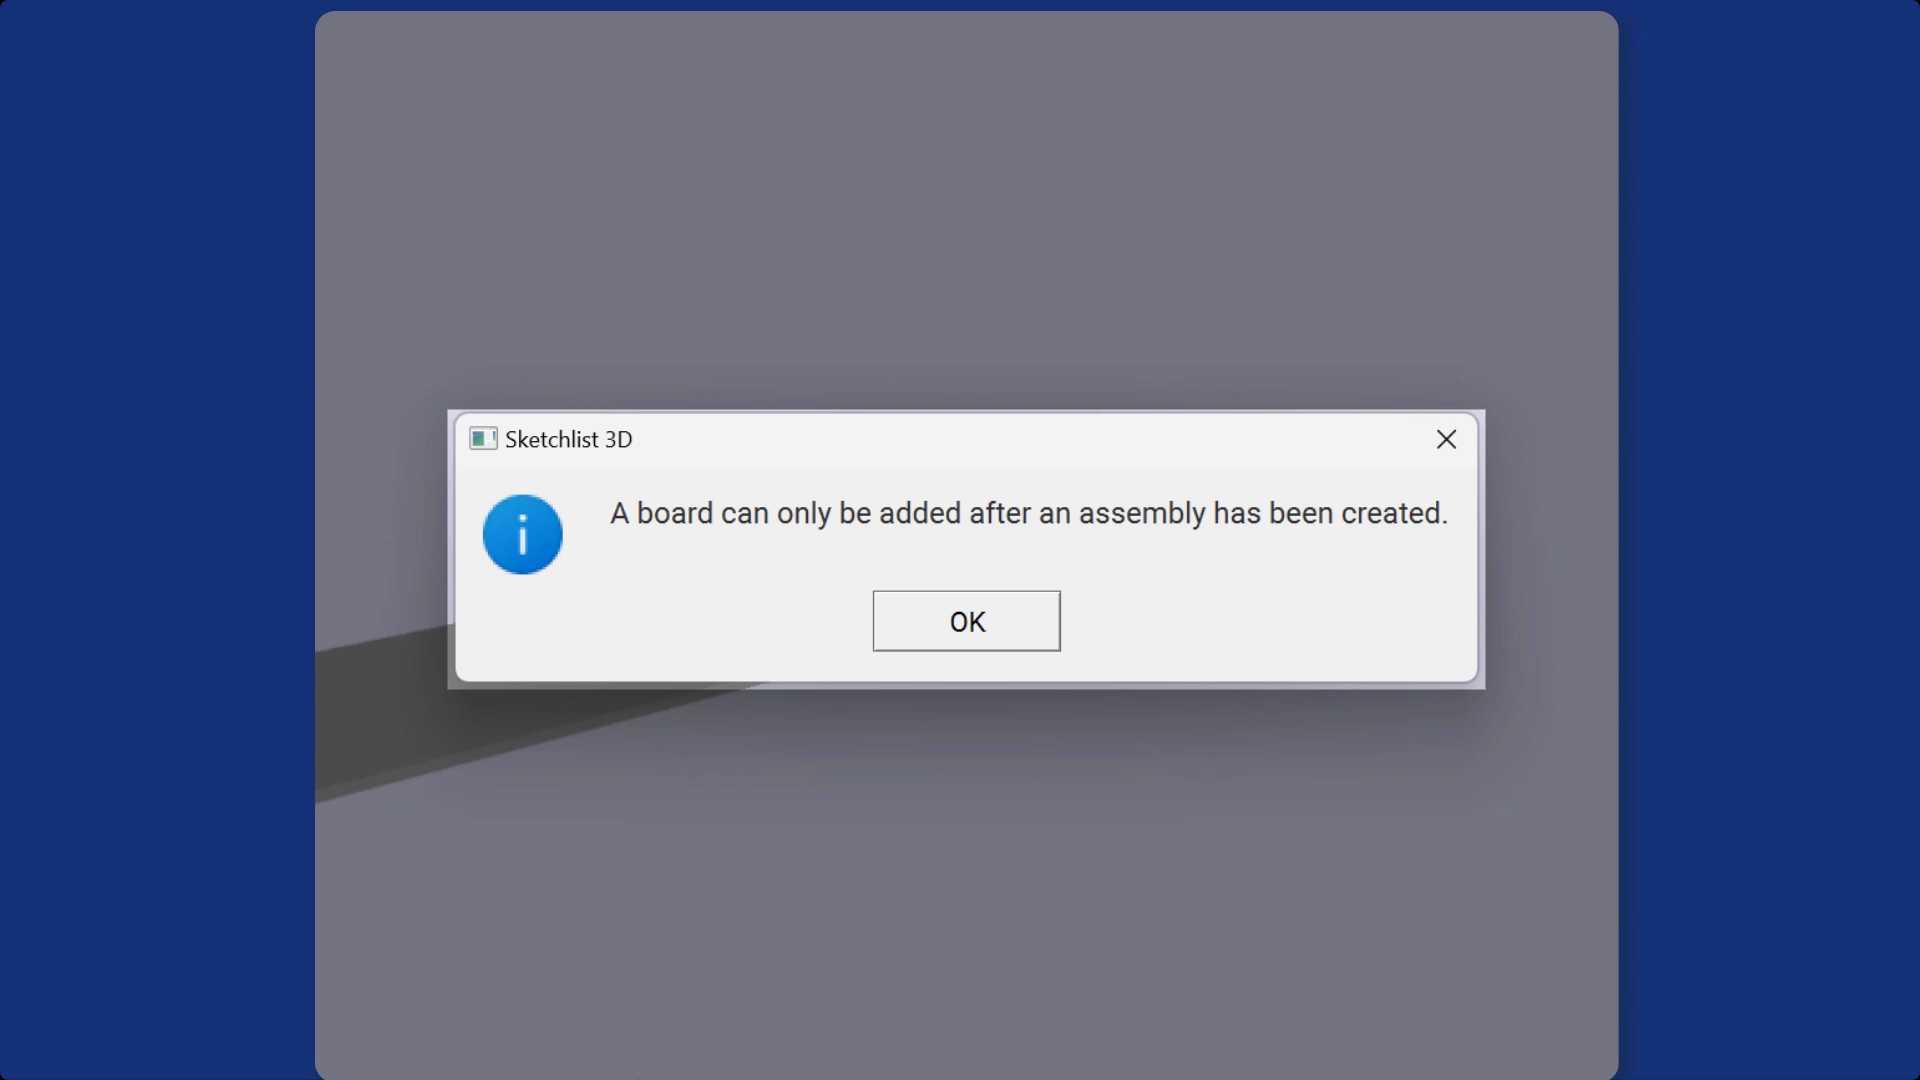 Sketchlist 3D
A board can only be added after an assembly has been created.
OK